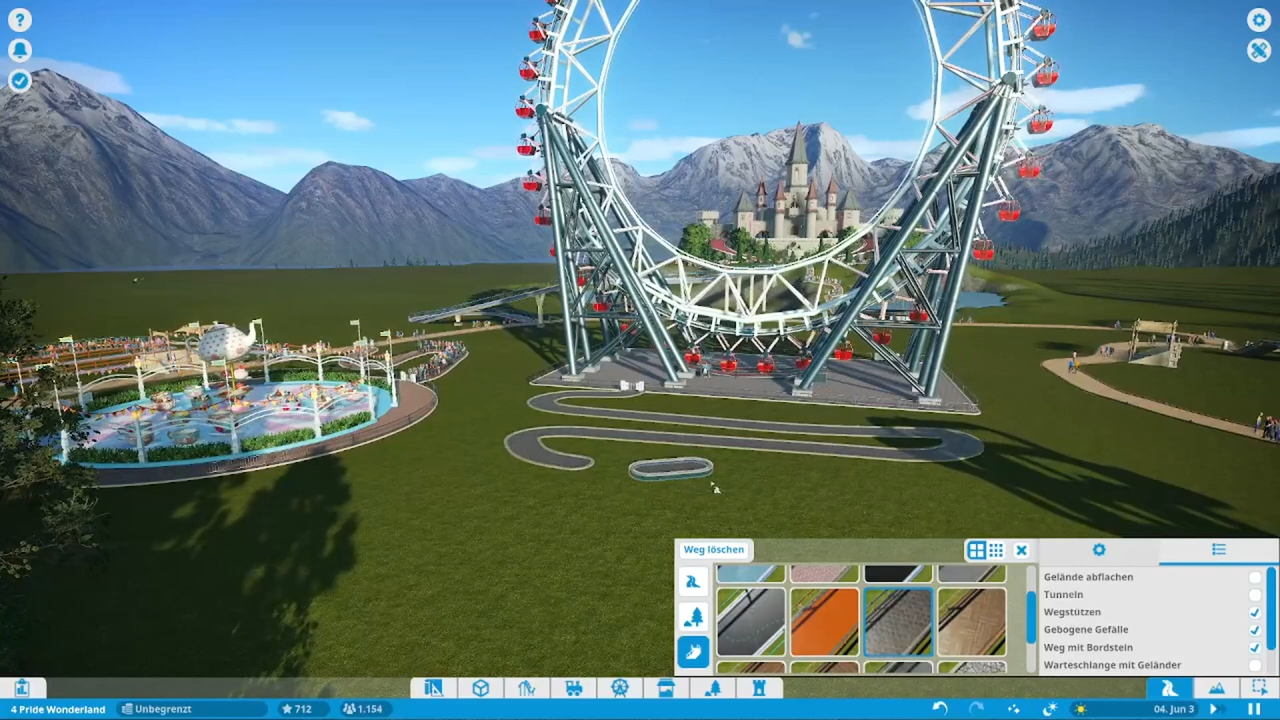 Weg löschen
Gelände abflachen
Tunneln
Wegstützen
Gebogene Gefälle
Weg mit Bordstein
Warteschlange mit Geländer
4 Pride Wonderland
Unbegrenzt
712
1.154
04. Jun 3